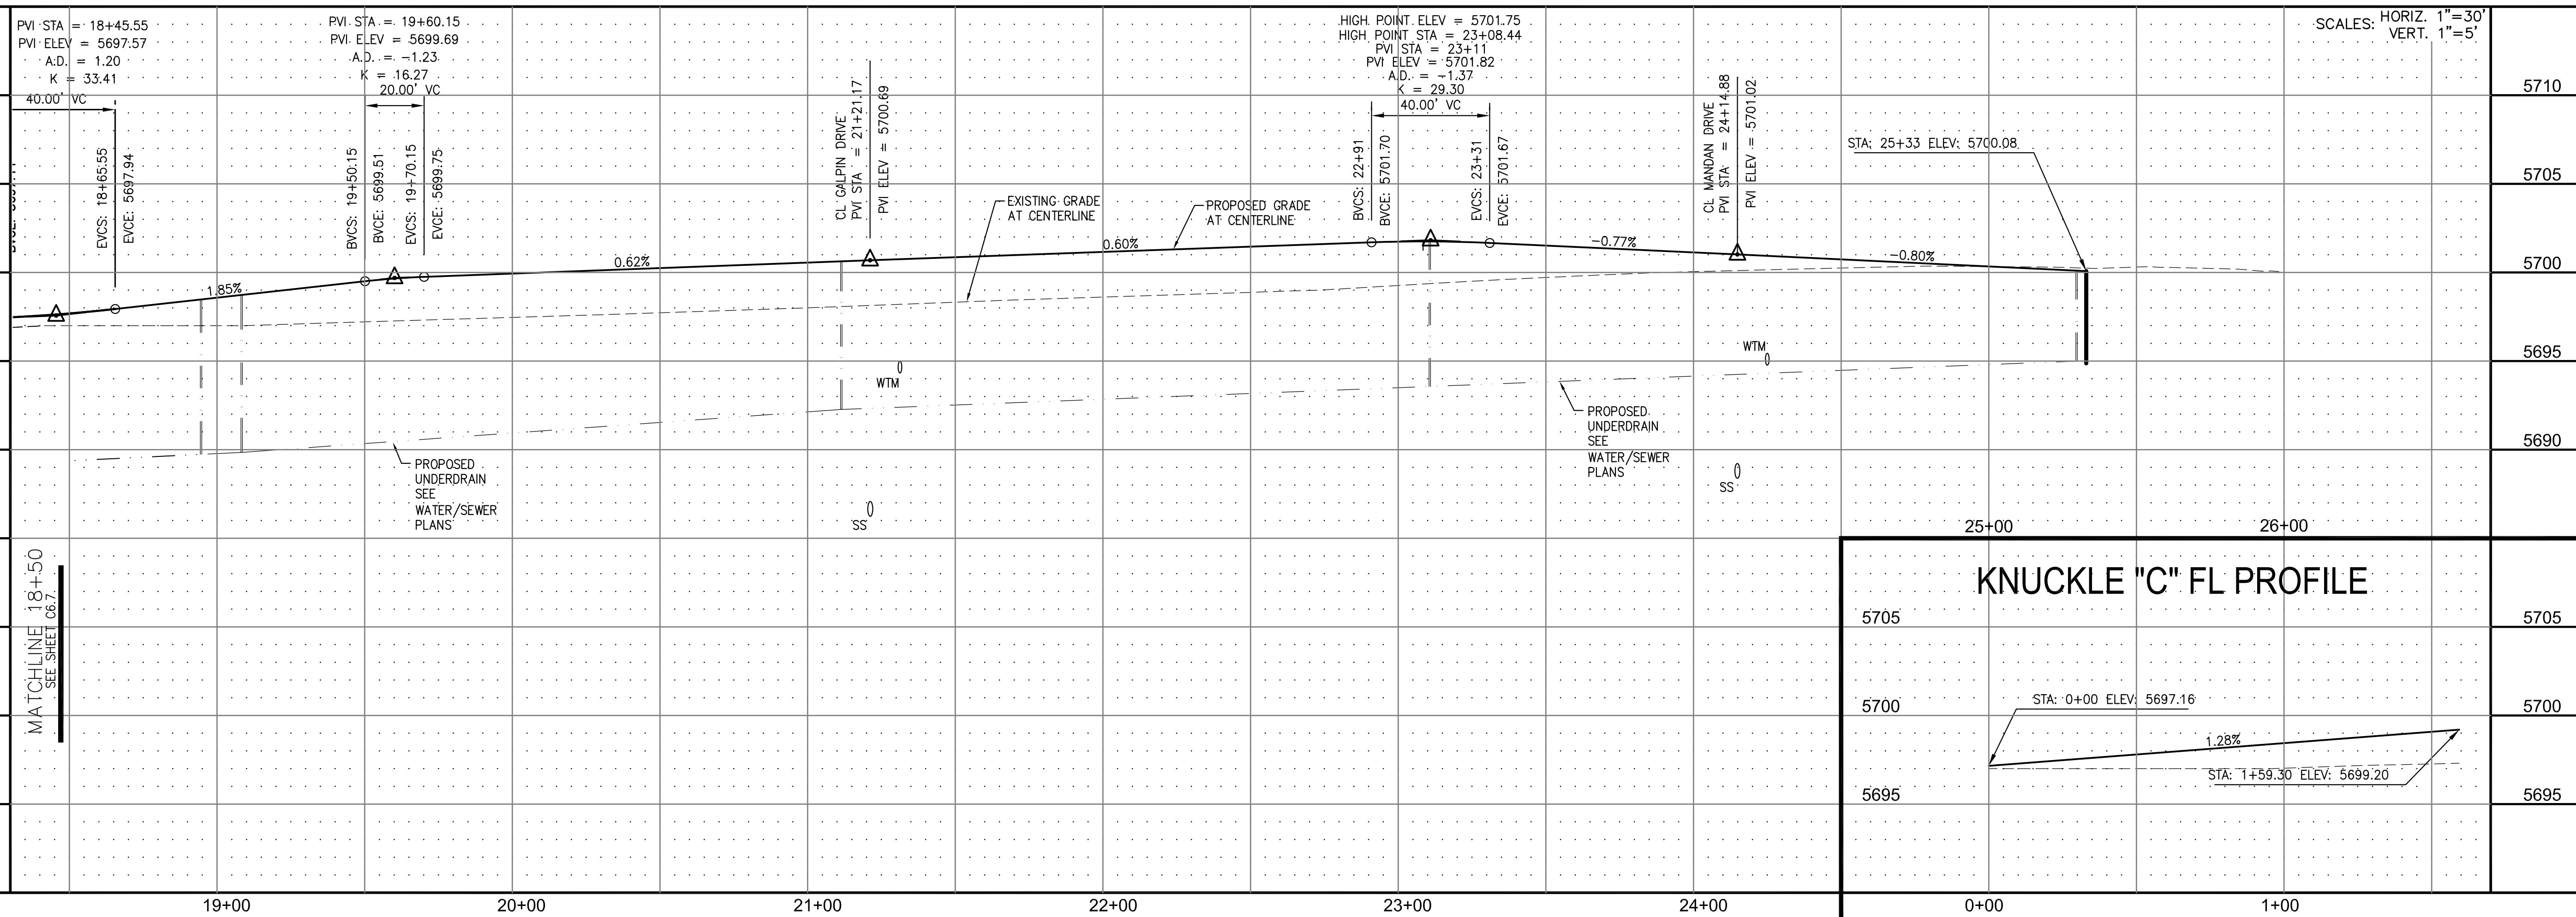 PVI STA = 18+45.55
PVI ELEV = 5697.57
A.D. = 1.20
K = 33.41
40.00' VC
EVCS: 18+65.55
EVCE: 5697.94
PVI STA = 19+60.15
PVI ELEV = 5699.69
A.D. = -1.23
K = 16.27
20.00' VC
BVCS: 19+50.15
BVCE: 5699.51
EVCS: 19+70.15
EVCE: 5699.75
CL GALPIN DRIVE
PVI STA = 21+21.17
PVI ELEV = 5700.69
HIGH POINT ELEV = 5701.75
HIGH POINT STA = 23+08.44
PVI STA = 23+11
PVI ELEV = 5701.82
A.D. = -1.37
K = 29.30
40.00' VC
BVCS: 22+91
BVCE: 5701.70
EVCS: 23+31
EVCE: 5701.67
CL MANDAN DRIVE
PVI STA = 24+14.88
PVI ELEV = 5701.02
STA: 25+33 ELEV: 5700.08
SCALES: HORIZ. 1"=30'
VERT. 1"=5'
5710
5705
5700
5695
5690
EXISTING GRADE
AT CENTERLINE
PROPOSED GRADE
AT CENTERLINE
1.85%
0.62%
0.60%
-0.77%
-0.80%
WTM
WTM
PROPOSED
UNDERDRAIN
SEE
WATER/SEWER
PLANS
PROPOSED
UNDERDRAIN
SEE
WATER/SEWER
PLANS
SS
SS
25+00
26+00
MATCHLINE 18+50
SEE SHEET C6.7
KNUCKLE "C" FL PROFILE
5705
5705
STA: 0+00 ELEV: 5697.16
5700
5700
1.28%
STA: 1+59.30 ELEV: 5699.20
5695
5695
19+00
20+00
21+00
22+00
23+00
24+00
0+00
1+00